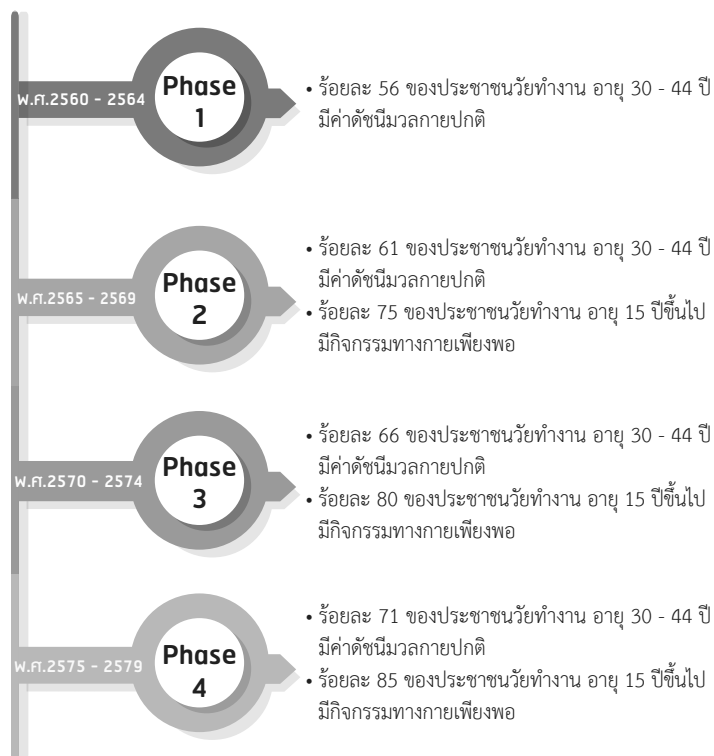 พ.ศ.2560 - 2564
Phase
1
• ร้อยละ 56 ของประชาชนวัยทำงาน อายุ 30 - 44 ปี
มีค่าดัชนีมวลกายปกติ
พ.ศ.2565 - 2569
Phase
2
• ร้อยละ 61 ของประชาชนวัยทำงาน อายุ 30 - 44 ปี
มีค่าดัชนีมวลกายปกติ
• ร้อยละ 75 ของประชาชนวัยทำงาน อายุ 15 ปีขึ้นไป
มีกิจกรรมทางกายเพียงพอ
พ.ศ.2570 - 2574
Phase
3
• ร้อยละ 66 ของประชาชนวัยทำงาน อายุ 30 - 44 ปี
มีค่าดัชนีมวลกายปกติ
• ร้อยละ 80 ของประชาชนวัยทำงาน อายุ 15 ปีขึ้นไป
มีกิจกรรมทางกายเพียงพอ
พ.ศ.2575 - 2579
Phase
4
• ร้อยละ 71 ของประชาชนวัยทำงาน อายุ 30 - 44 ปี
มีค่าดัชนีมวลกายปกติ
• ร้อยละ 85 ของประชาชนวัยทำงาน อายุ 15 ปีขึ้นไป
มีกิจกรรมทางกายเพียงพอ